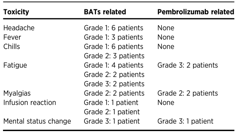 Toxicity BATs related Pembrolizumab related
Headache Grade 1: 6 patients None
Fever Grade 1: 3 patients None
Chills Grade 1: 6 patients None
Grade 2: 3 patients
Fatigue Grade 1: 4 patients Grade 3: 2 patients
Grade 2: 2 patients
Grade 3: 2 patients
Myalgias Grade 2: 2 patients Grade 2: 2 patients
Infusion reaction Grade 1: 1 patient None
Grade 2: 1 patient
Mental status change Grade 3: 1 patient Grade 3: 1 patient